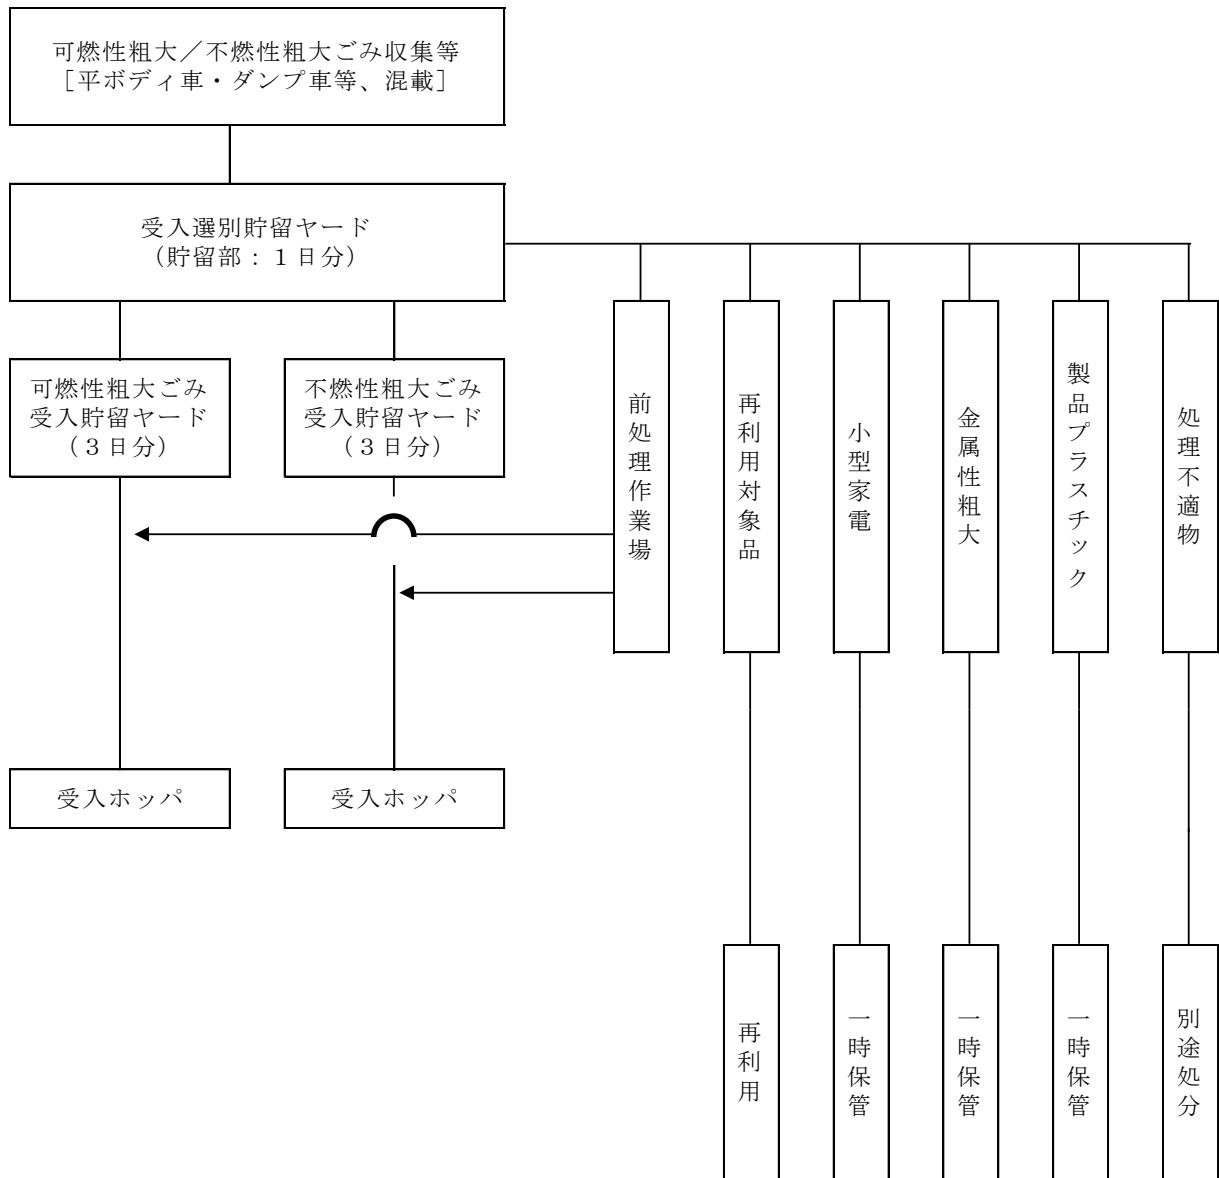 可燃性粗大／不燃性粗大ごみ収集等
［平ボディ車・ダンプ車等、混載］
受入選別貯留ヤード
（貯留部：１日分）
可燃性粗大ごみ
受入貯留ヤード
（３日分）
不燃性粗大ごみ
受入貯留ヤード
（３日分）
前処理作業場
再利用対象品
小型家電
金属性粗大
製品プラスチック
処理不適物
受入ホッパ
受入ホッパ
再利用
一時保管
一時保管
一時保管
別途処分